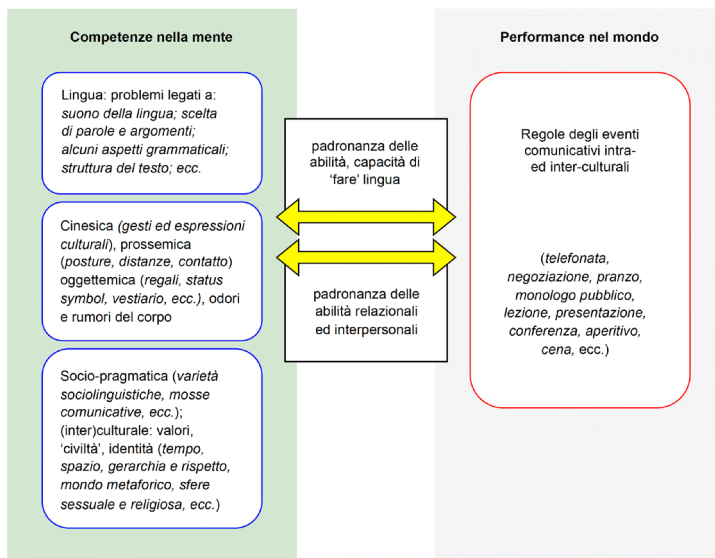 Competenze nella mente
Lingua: problemi legati a:
suono della lingua; scelta
di parole e argomenti;
alcuni aspetti grammaticali;
struttura del testo; ecc.
Cinesica (gesti ed espressioni
culturali), prossemica
(posture, distanze, contatto)
oggettemica (regali, status
symbol, vestiario, ecc.), odori
e rumori del corpo
Socio-pragmatica (varietà
sociolinguistiche, mosse
comunicative, ecc.);
(inter)culturale: valori,
‘civiltà’, identità (tempo,
spazio, gerarchia e rispetto,
mondo metaforico, sfere
sessuale e religiosa, ecc.)
padronanza delle
abilità, capacità di
‘fare’ lingua
padronanza delle
abilità relazionali
ed interpersonali
Performance nel mondo
Regole degli eventi
comunicativi intra-
ed inter-culturali
(telefonata,
negoziazione, pranzo,
monologo pubblico,
lezione, presentazione,
conferenza, aperitivo,
cena, ecc.)